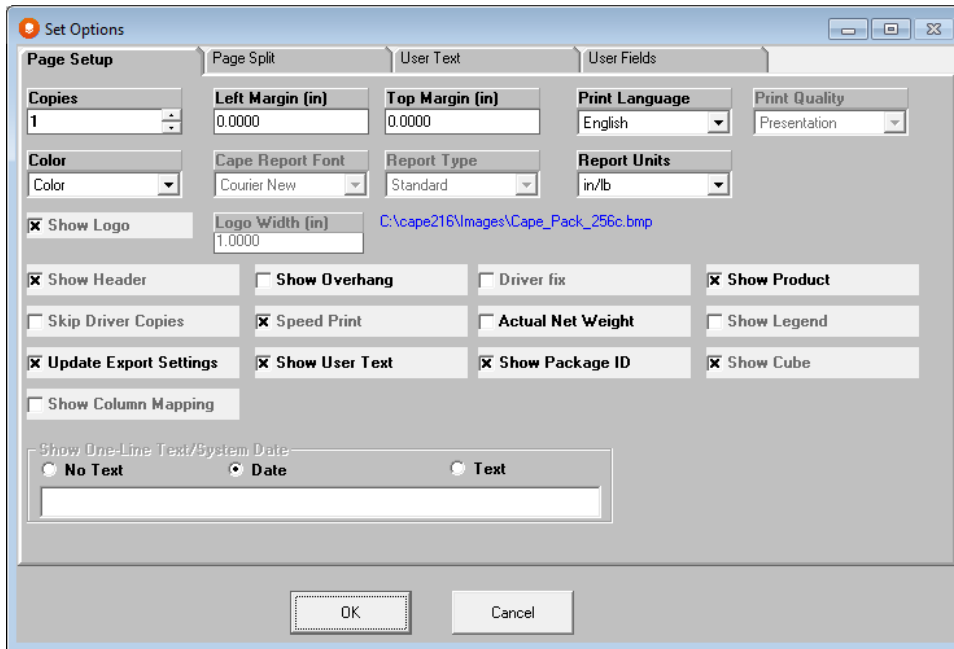 Set Options
Page Setup Page Split User Text User Fields
Copies Left Margin (in) Top Margin (in) Print Language Print Quality
1 0.0000 0.0000 English Presentation
Color Cape Report Font Report Type Report Units
Color Courier New Standard in/lb
Show Logo Logo Width (in) C:\cape216\Images\Cape_Pack_256c.bmp
1.0000
Show Header Show Overhang Driver fix Show Product
Skip Driver Copies Speed Print Actual Net Weight Show Legend
Update Export Settings Show User Text Show Package ID Show Cube
Show Column Mapping
Show One-Line Text/System Date
No Text Date Text
OK Cancel